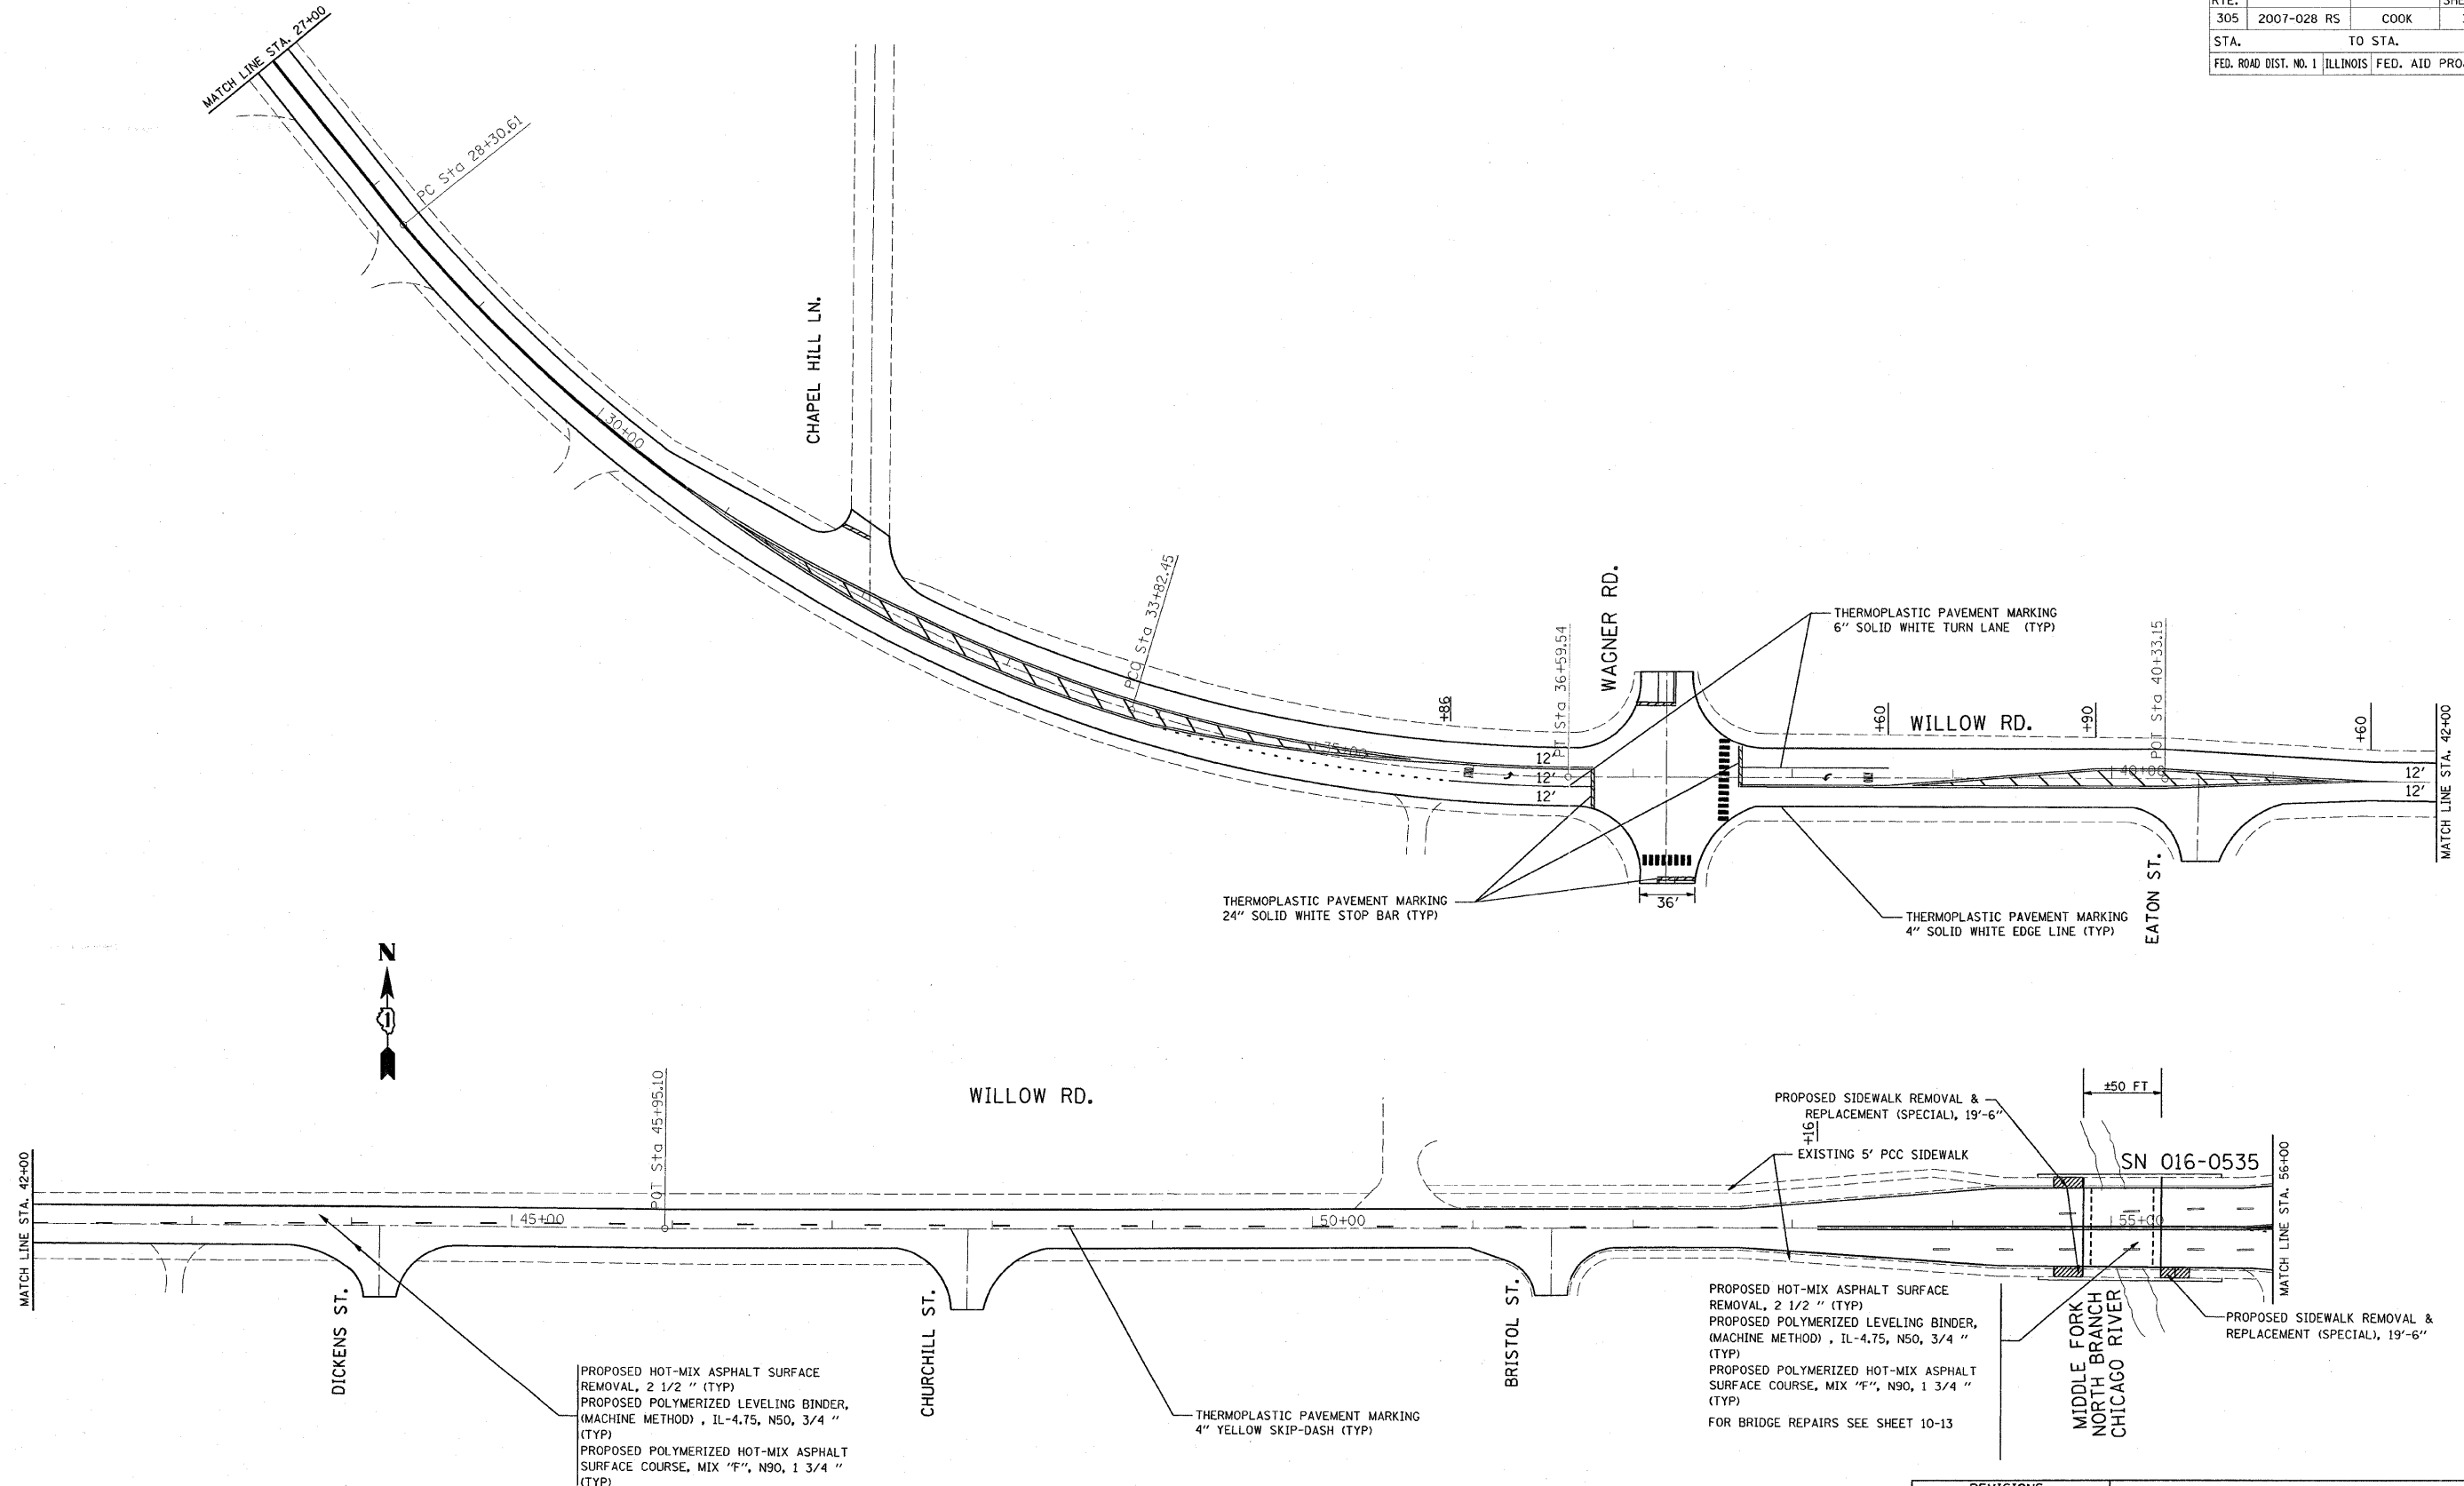 305 2007-028 RS COOK
STA. TO STA.
FED. ROAD DIST. NO. 1 ILLINOIS FED. AID
MATCH LINE STA. 27+00
PC Sta 28+30.61
30+00
CHAPEL HILL LN.
PCC Sta 33+82.45
35+00
+86
PT Sta 36+59.54
WAGNER RD.
THERMOPLASTIC PAVEMENT MARKING
6" SOLID WHITE TURN LANE (TYP)
12'
12'
12'
+60
WILLOW RD.
+90
POT Sta 40+33.15
40+00
+60
12'
12'
MATCH LINE STA. 42+00
THERMOPLASTIC PAVEMENT MARKING
24" SOLID WHITE STOP BAR (TYP)
36'
THERMOPLASTIC PAVEMENT MARKING
4" SOLID WHITE EDGE LINE (TYP)
EATON ST.
N
1
MATCH LINE STA. 42+00
DICKENS ST.
45+00
POT Sta 45+95.10
WILLOW RD.
CHURCHILL ST.
50+00
BRISTOL ST.
PROPOSED SIDEWALK REMOVAL &
REPLACEMENT (SPECIAL), 19'-6"
+16
EXISTING 5' PCC SIDEWALK
±50 FT
SN 016-0535
55+00
MATCH LINE STA. 56+00
PROPOSED HOT-MIX ASPHALT SURFACE
REMOVAL, 2 1/2 " (TYP)
PROPOSED POLYMERIZED LEVELING BINDER,
(MACHINE METHOD) , IL-4.75, N50, 3/4 "
(TYP)
PROPOSED POLYMERIZED HOT-MIX ASPHALT
SURFACE COURSE, MIX "F", N90, 1 3/4 "
(TYP)
THERMOPLASTIC PAVEMENT MARKING
4" YELLOW SKIP-DASH (TYP)
PROPOSED HOT-MIX ASPHALT SURFACE
REMOVAL, 2 1/2 " (TYP)
PROPOSED POLYMERIZED LEVELING BINDER,
(MACHINE METHOD) , IL-4.75, N50, 3/4 "
(TYP)
PROPOSED POLYMERIZED HOT-MIX ASPHALT
SURFACE COURSE, MIX "F", N90, 1 3/4 "
(TYP)
FOR BRIDGE REPAIRS SEE SHEET 10-13
MIDDLE FORK
NORTH BRANCH
CHICAGO RIVER
PROPOSED SIDEWALK REMOVAL &
REPLACEMENT (SPECIAL), 19'-6"
REVISIONS